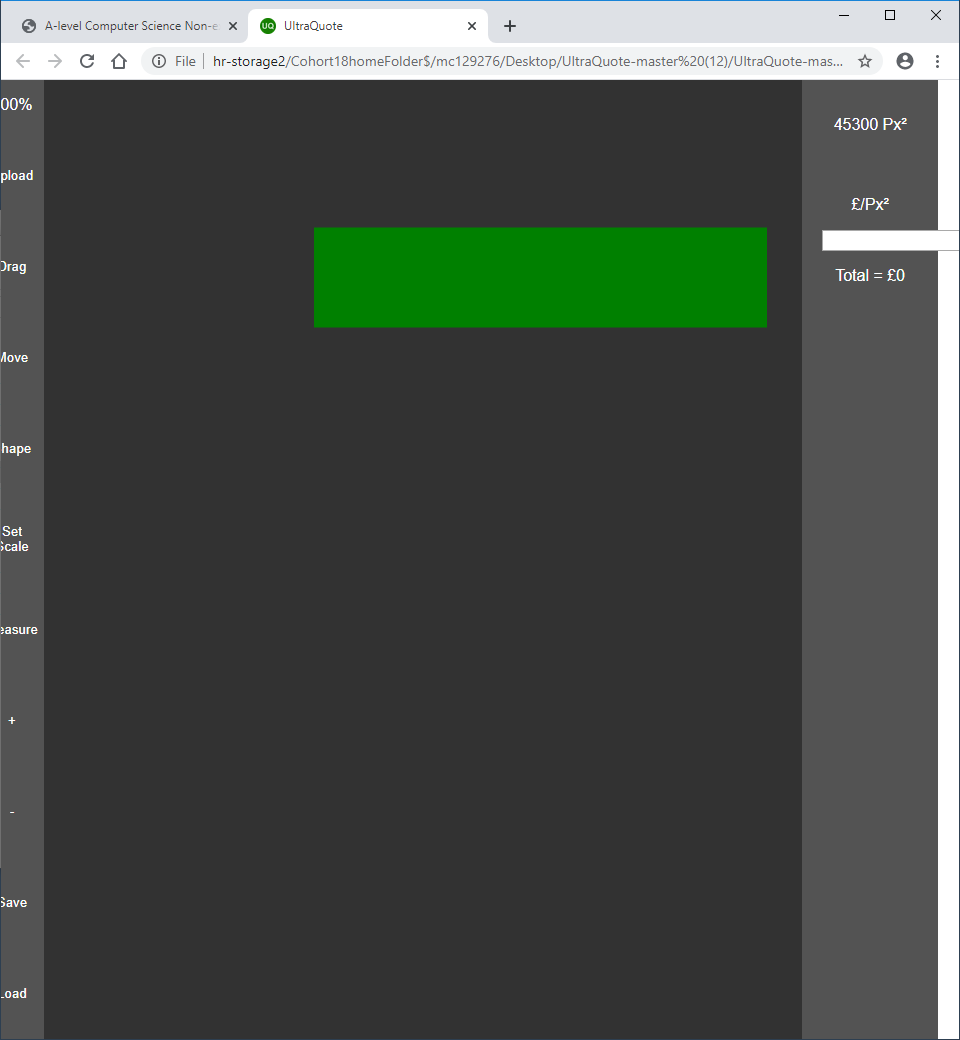 A-level Computer Science Non-e
UQ UltraQuote
File hr-storage2/Cohort18homeFolder$/mc129276/Desktop/UltraQuote-master%20(12)/UltraQuote-mas...
00%
pload
Drag
Move
hape
Set
Scale
easure
+
-
Save
Load
45300 Px²
£/Px²
Total = £0